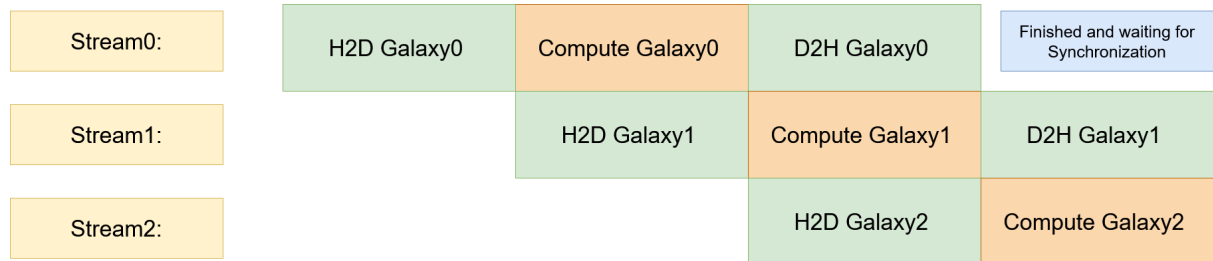 Stream0:
H2D Galaxy0
Compute Galaxy0
D2H Galaxy0
Finished and waiting for
Synchronization
Stream1:
H2D Galaxy1
Compute Galaxy1
D2H Galaxy1
Stream2:
H2D Galaxy2
Compute Galaxy2